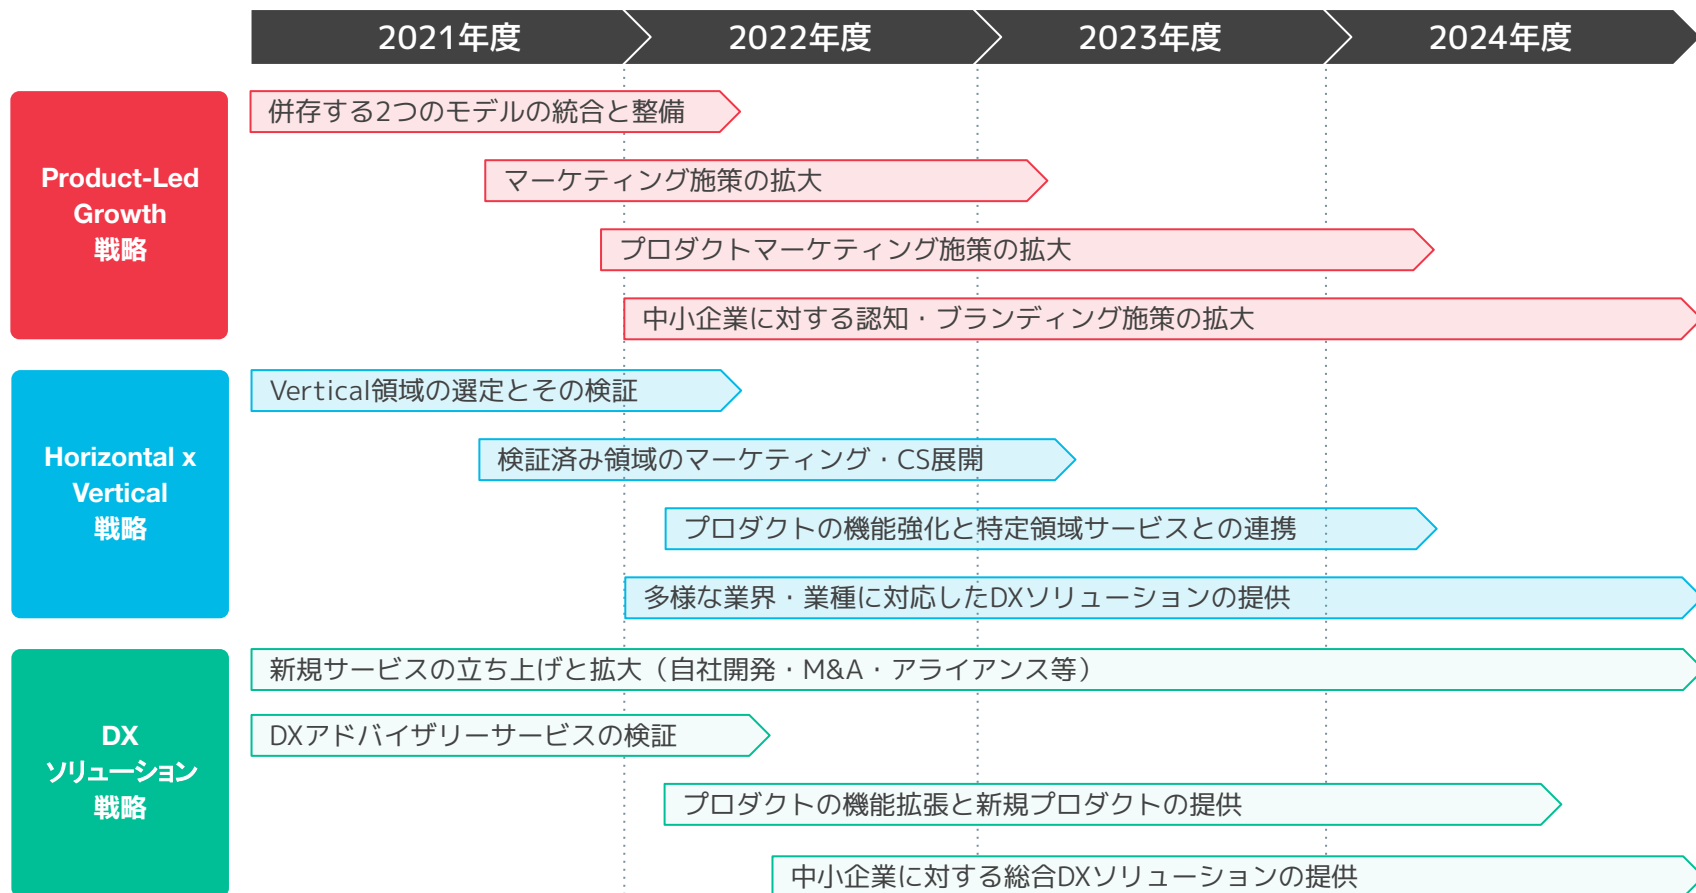 2021年度
2022年度
2023年度
2024年度
Product-Led
Growth
戦略
併存する2つのモデルの統合と整備
マーケティング施策の拡大
プロダクトマーケティング施策の拡大
中小企業に対する認知・ブランディング施策の拡大
Horizontal x
Vertical
戦略
Vertical領域の選定とその検証
検証済み領域のマーケティング・CS展開
プロダクトの機能強化と特定領域サービスとの連携
多様な業界・業種に対応したDXソリューションの提供
DX
ソリューション
戦略
新規サービスの立ち上げと拡大（自社開発・M&A・アライアンス等）
DXアドバイザリーサービスの検証
プロダクトの機能拡張と新規プロダクトの提供
中小企業に対する総合DXソリューションの提供